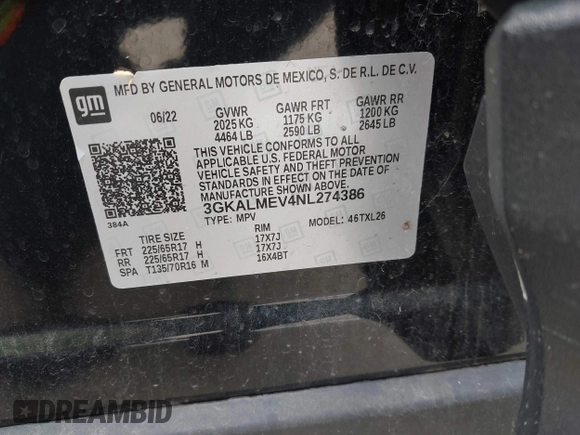 gm
MFD BY GENERAL MOTORS DE MEXICO, S. DE R.L. DE C.V.
06/22 GVWR GAWR FRT GAWR RR
2025 KG 1175 KG 1200 KG
4464 LB 2590 LB 2645 LB
THIS VEHICLE CONFORMS TO ALL
APPLICABLE U.S. FEDERAL MOTOR
VEHICLE SAFETY AND THEFT PREVENTION
STANDARDS IN EFFECT ON THE DATE OF
MANUFACTURE SHOWN ABOVE.
384A
3GKALMEV4NL274386
TYPE: MPV MODEL: 46TXL26
TIRE SIZE RIM
FRT 225/65R17 H 17X7J
RR 225/65R17 H 17X7J
SPA T135/70R16 M 16X4BT
DREAMBID